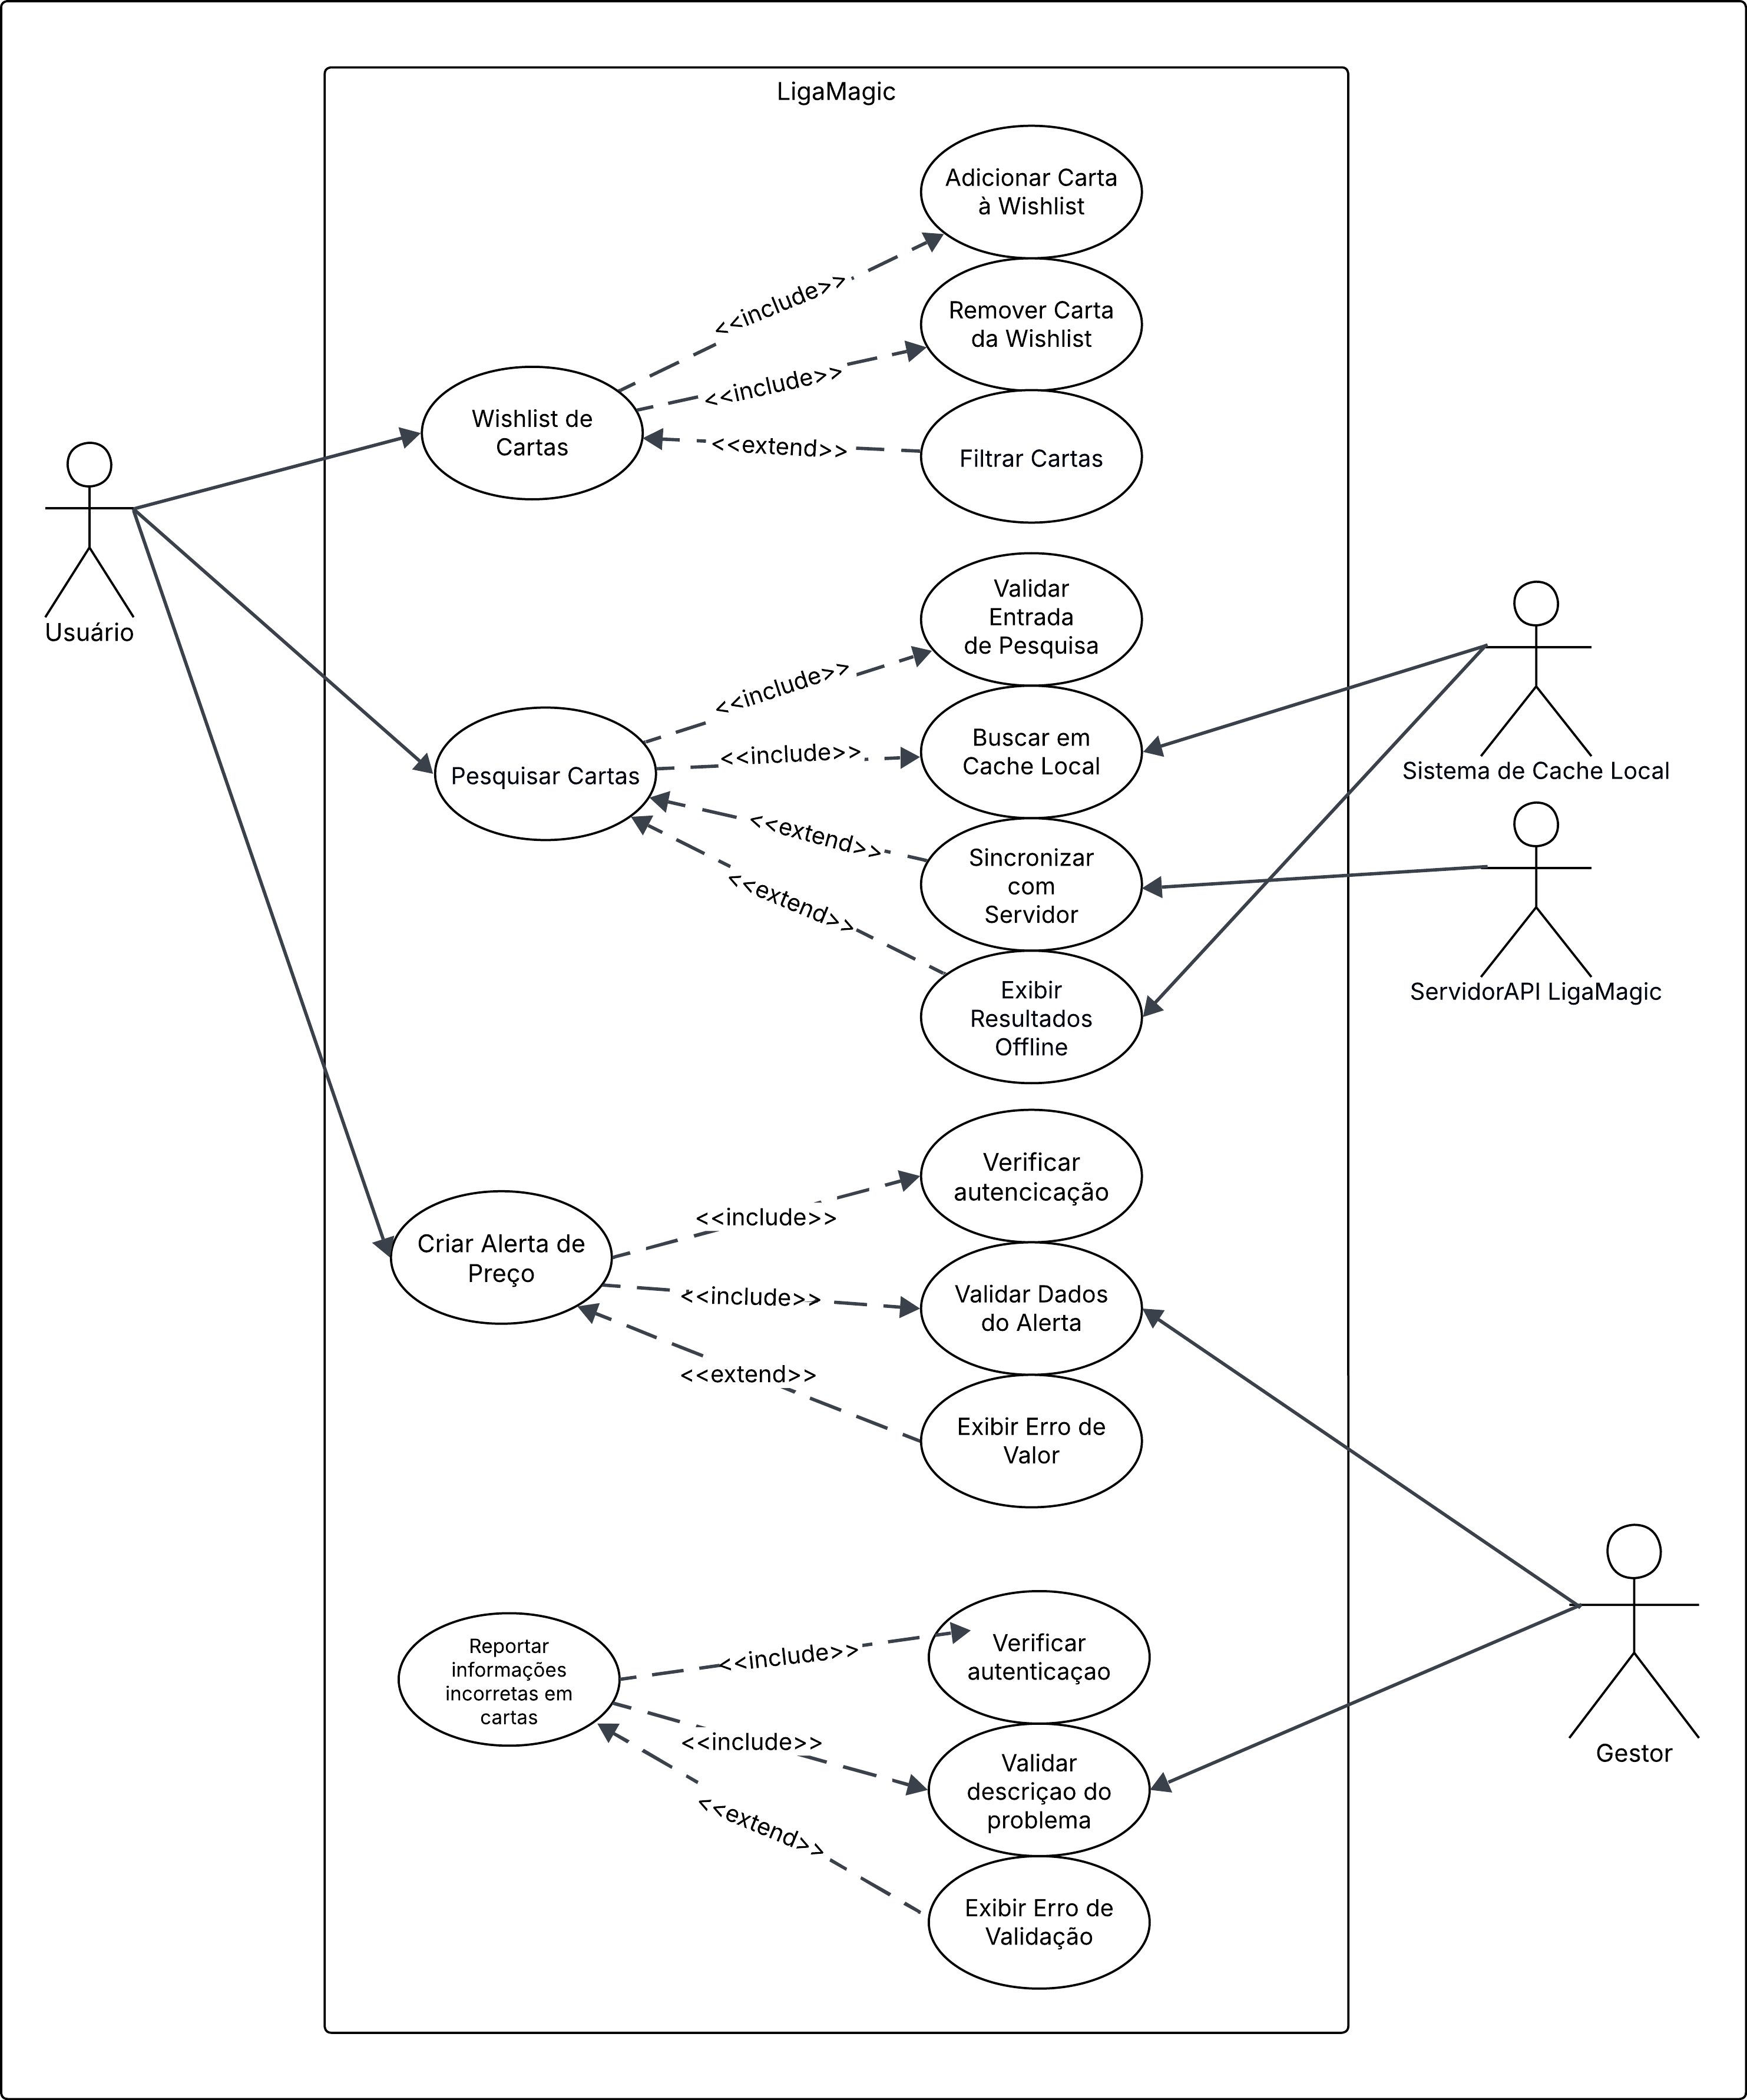 LigaMagic
Adicionar Carta
à Wishlist
<<include>>
Remover Carta
da Wishlist
<<include>>
Wishlist de
Cartas
<<extend>>
Filtrar Cartas
Usuário
Validar
Entrada
de Pesquisa
<<include>>
Buscar em
Cache Local
<<include>>
Pesquisar Cartas
Sistema de Cache Local
<<extend>>
Sincronizar
com
Servidor
<<extend>>
Exibir
Resultados
Offline
ServidorAPI LigaMagic
Verificar
autencicação
<<include>>
Criar Alerta de
Preço
<<include>>
Validar Dados
do Alerta
<<extend>>
Exibir Erro de
Valor
Reportar
informações
incorretas em
cartas
<<include>>
Verificar
autenticaçao
<<include>>
Validar
descriçao do
problema
Gestor
<<extend>>
Exibir Erro de
Validação